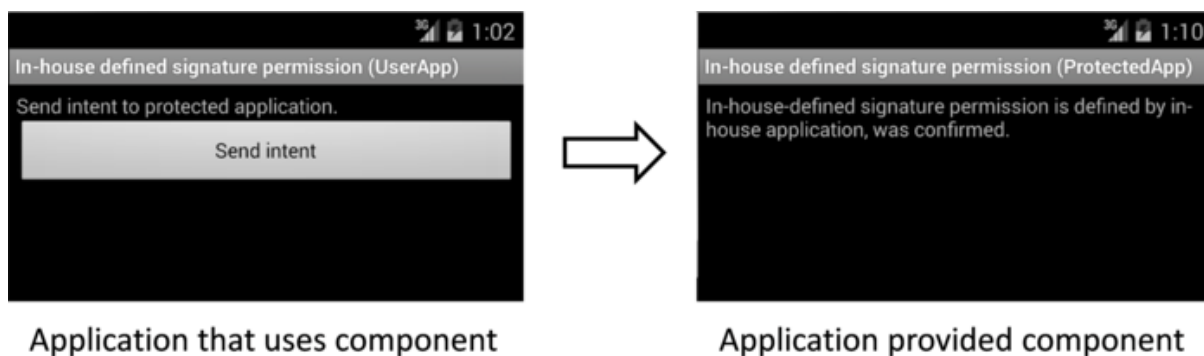 3G 1:02
In-house defined signature permission (UserApp)
Send intent to protected application.
Send intent
Application that uses component
3G 1:10
In-house defined signature permission (ProtectedApp)
In-house-defined signature permission is defined by in-
house application, was confirmed.
Application provided component